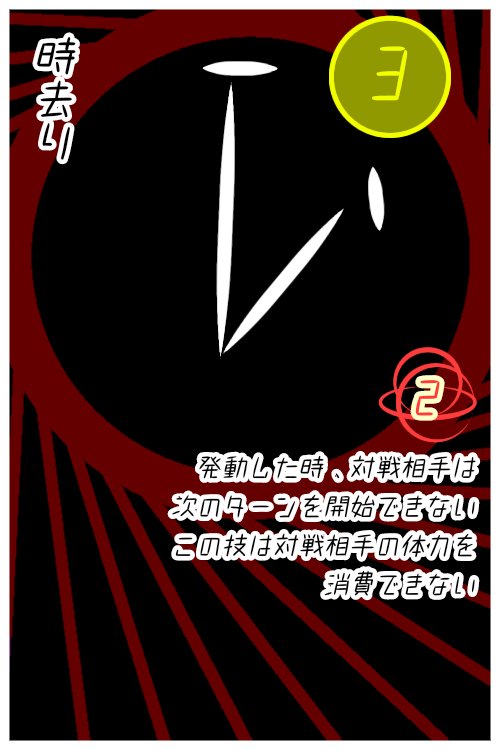 時去り
ヨ
2
発動した時、対戦相手は
次のターンを開始できない
この技は対戦相手の体力を
消費できない